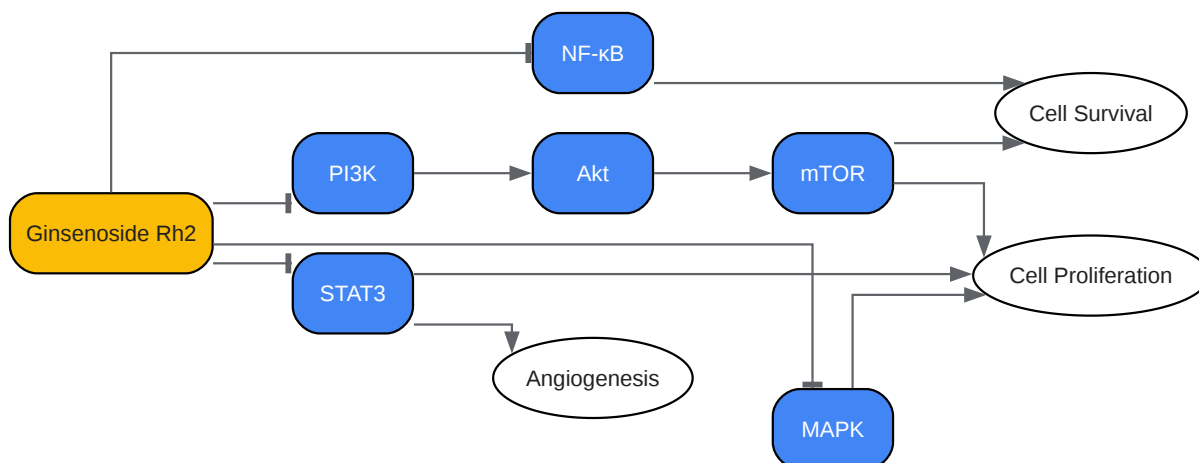 NF-κB
Cell Survival
PI3K
Akt
mTOR
Ginsenoside Rh2
STAT3
Cell Proliferation
Angiogenesis
MAPK